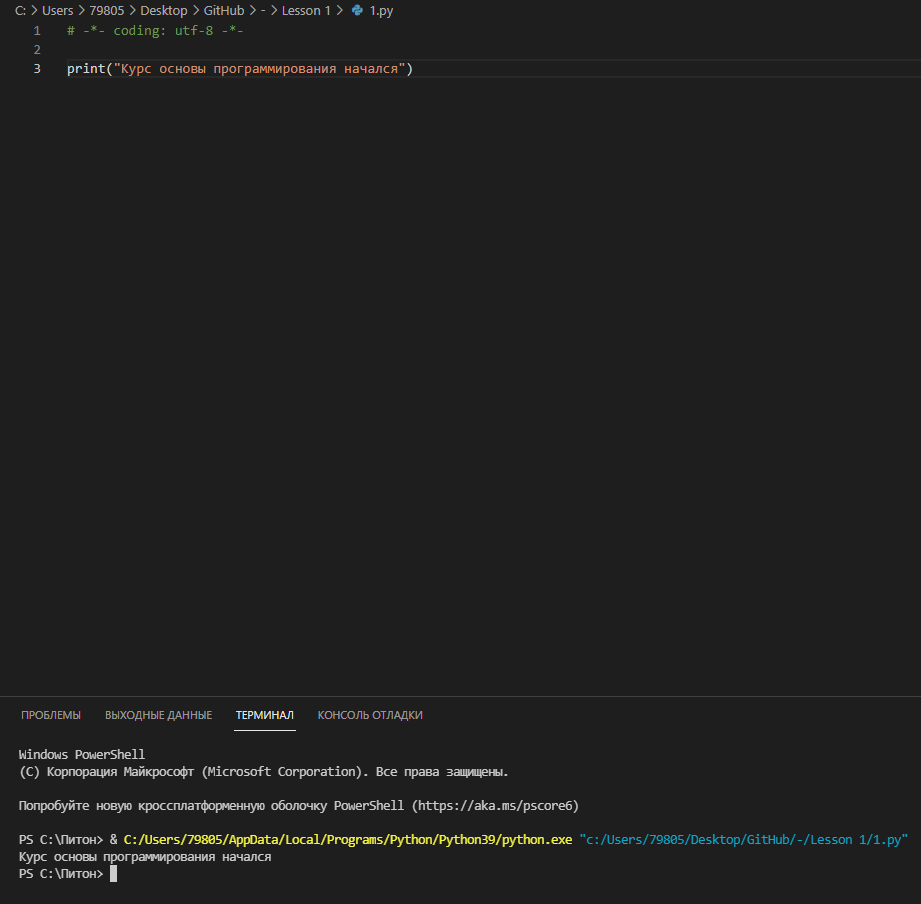 C: > Users > 79805 > Desktop > GitHub > - > Lesson 1 > 1.py
1 # -*- coding: utf-8 -*-
2
3 print("Курс основы программирования начался")
ПРОБЛЕМЫ ВЫХОДНЫЕ ДАННЫЕ ТЕРМИНАЛ КОНСОЛЬ ОТЛАДКИ
Windows PowerShell
(C) Корпорация Майкрософт (Microsoft Corporation). Все права защищены.
Попробуйте новую кроссплатформенную оболочку PowerShell (https://aka.ms/pscore6)
PS C:\Питон> & C:/Users/79805/AppData/Local/Programs/Python/Python39/python.exe "c:/Users/79805/Desktop/GitHub/-/Lesson 1/1.py"
Курс основы программирования начался
PS C:\Питон>